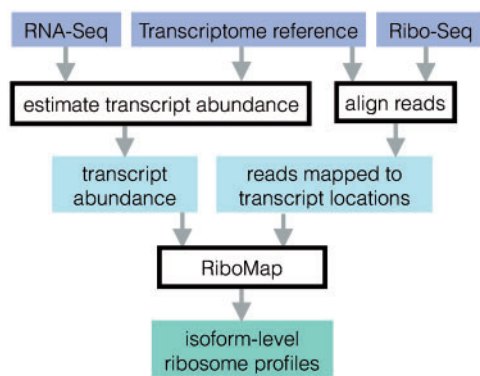 RNA-Seq
Transcriptome reference
Ribo-Seq
estimate transcript abundance
align reads
transcript
abundance
reads mapped to
transcript locations
RiboMap
isoform-level
ribosome profiles